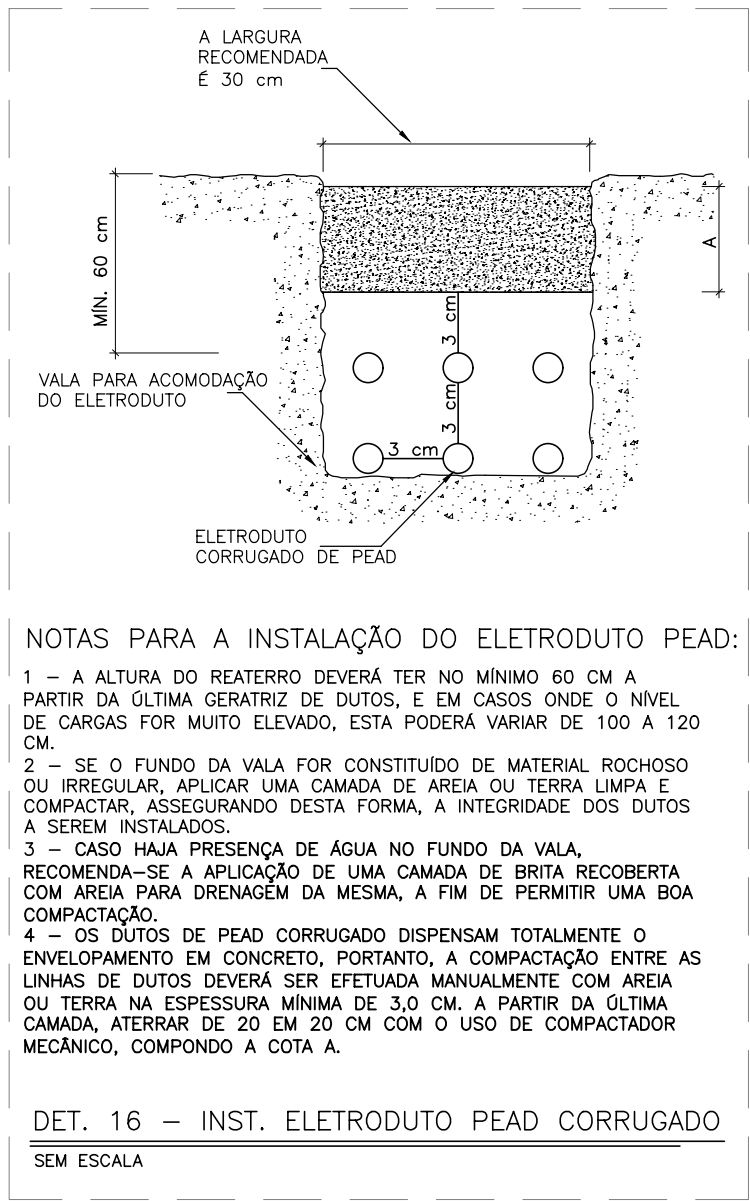 A LARGURA
RECOMENDADA
É 30 cm
MÍN. 60 cm
A
3 cm
3 cm
3 cm
VALA PARA ACOMODAÇÃO
DO ELETRODUTO
ELETRODUTO
CORRUGADO DE PEAD
NOTAS PARA A INSTALAÇÃO DO ELETRODUTO PEAD:
1 – A ALTURA DO REATERRO DEVERÁ TER NO MÍNIMO 60 CM A
PARTIR DA ÚLTIMA GERATRIZ DE DUTOS, E EM CASOS ONDE O NÍVEL
DE CARGAS FOR MUITO ELEVADO, ESTA PODERÁ VARIAR DE 100 A 120
CM.
2 – SE O FUNDO DA VALA FOR CONSTITUÍDO DE MATERIAL ROCHOSO
OU IRREGULAR, APLICAR UMA CAMADA DE AREIA OU TERRA LIMPA E
COMPACTAR, ASSEGURANDO DESTA FORMA, A INTEGRIDADE DOS DUTOS
A SEREM INSTALADOS.
3 – CASO HAJA PRESENÇA DE ÁGUA NO FUNDO DA VALA,
RECOMENDA–SE A APLICAÇÃO DE UMA CAMADA DE BRITA RECOBERTA
COM AREIA PARA DRENAGEM DA MESMA, A FIM DE PERMITIR UMA BOA
COMPACTAÇÃO.
4 – OS DUTOS DE PEAD CORRUGADO DISPENSAM TOTALMENTE O
ENVELOPAMENTO EM CONCRETO, PORTANTO, A COMPACTAÇÃO ENTRE AS
LINHAS DE DUTOS DEVERÁ SER EFETUADA MANUALMENTE COM AREIA
OU TERRA NA ESPESSURA MÍNIMA DE 3,0 CM. A PARTIR DA ÚLTIMA
CAMADA, ATERRAR DE 20 EM 20 CM COM O USO DE COMPACTADOR
MECÂNICO, COMPONDO A COTA A.
DET. 16 – INST. ELETRODUTO PEAD CORRUGADO
SEM ESCALA